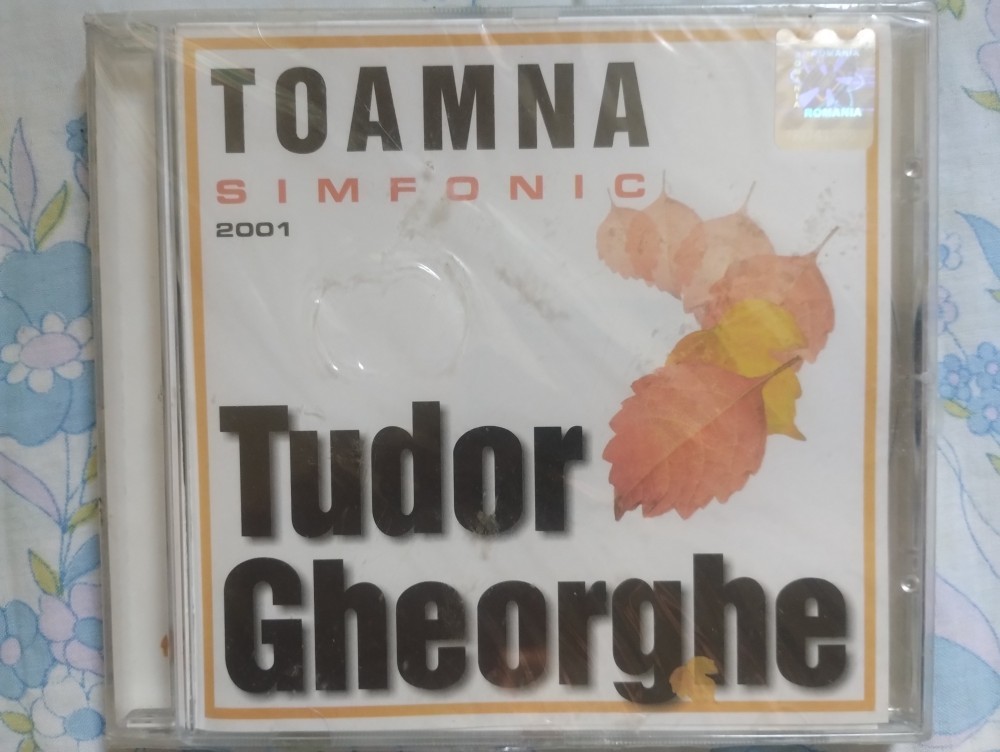 TOAMNA
SIMFONIC
2001
ROMANIA
Tudor
Gheorghe